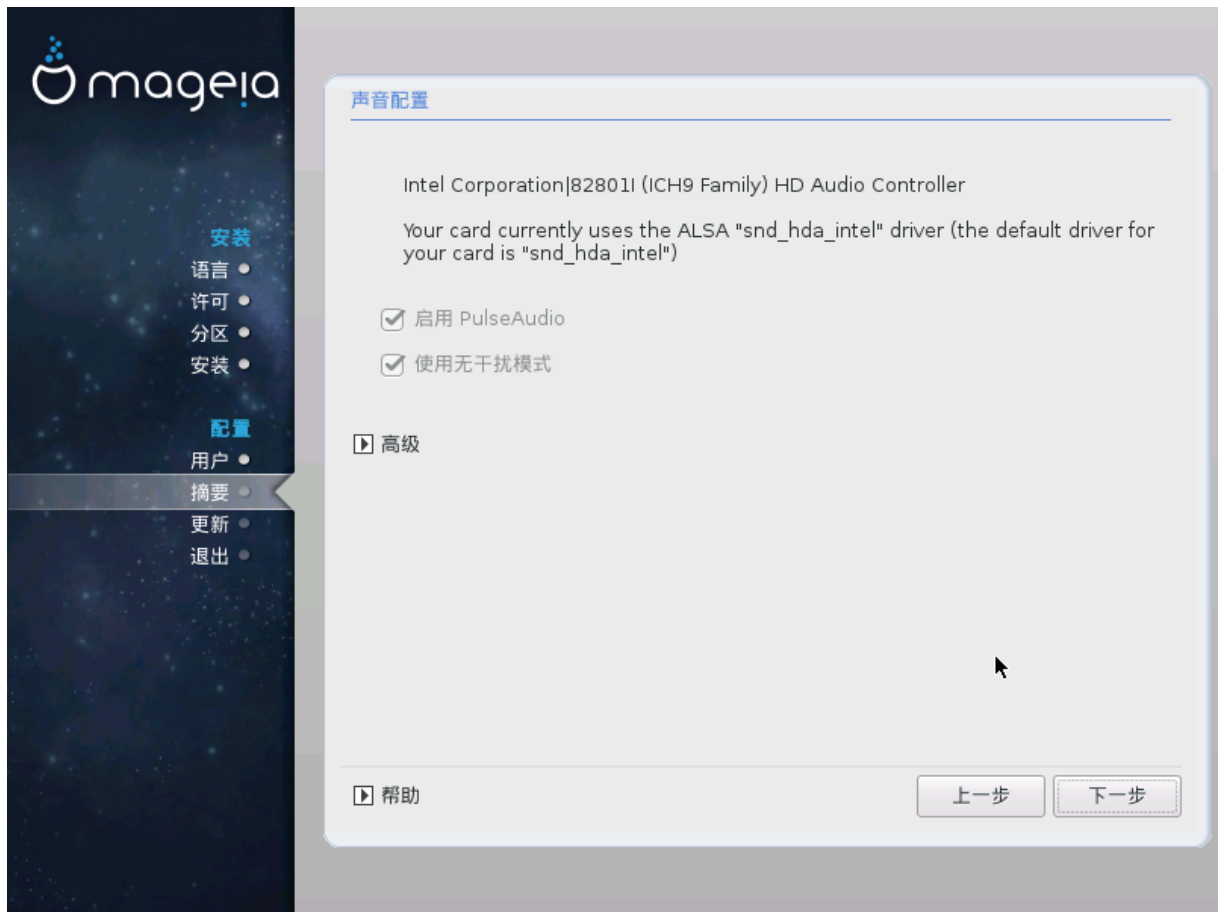 mageia
安装
语言
许可
分区
安装
配置
用户
摘要
更新
退出
声音配置
Intel Corporation|82801I (ICH9 Family) HD Audio Controller
Your card currently uses the ALSA "snd_hda_intel" driver (the default driver for
your card is "snd_hda_intel")
启用 PulseAudio
使用无干扰模式
高级
帮助
上一步
下一步